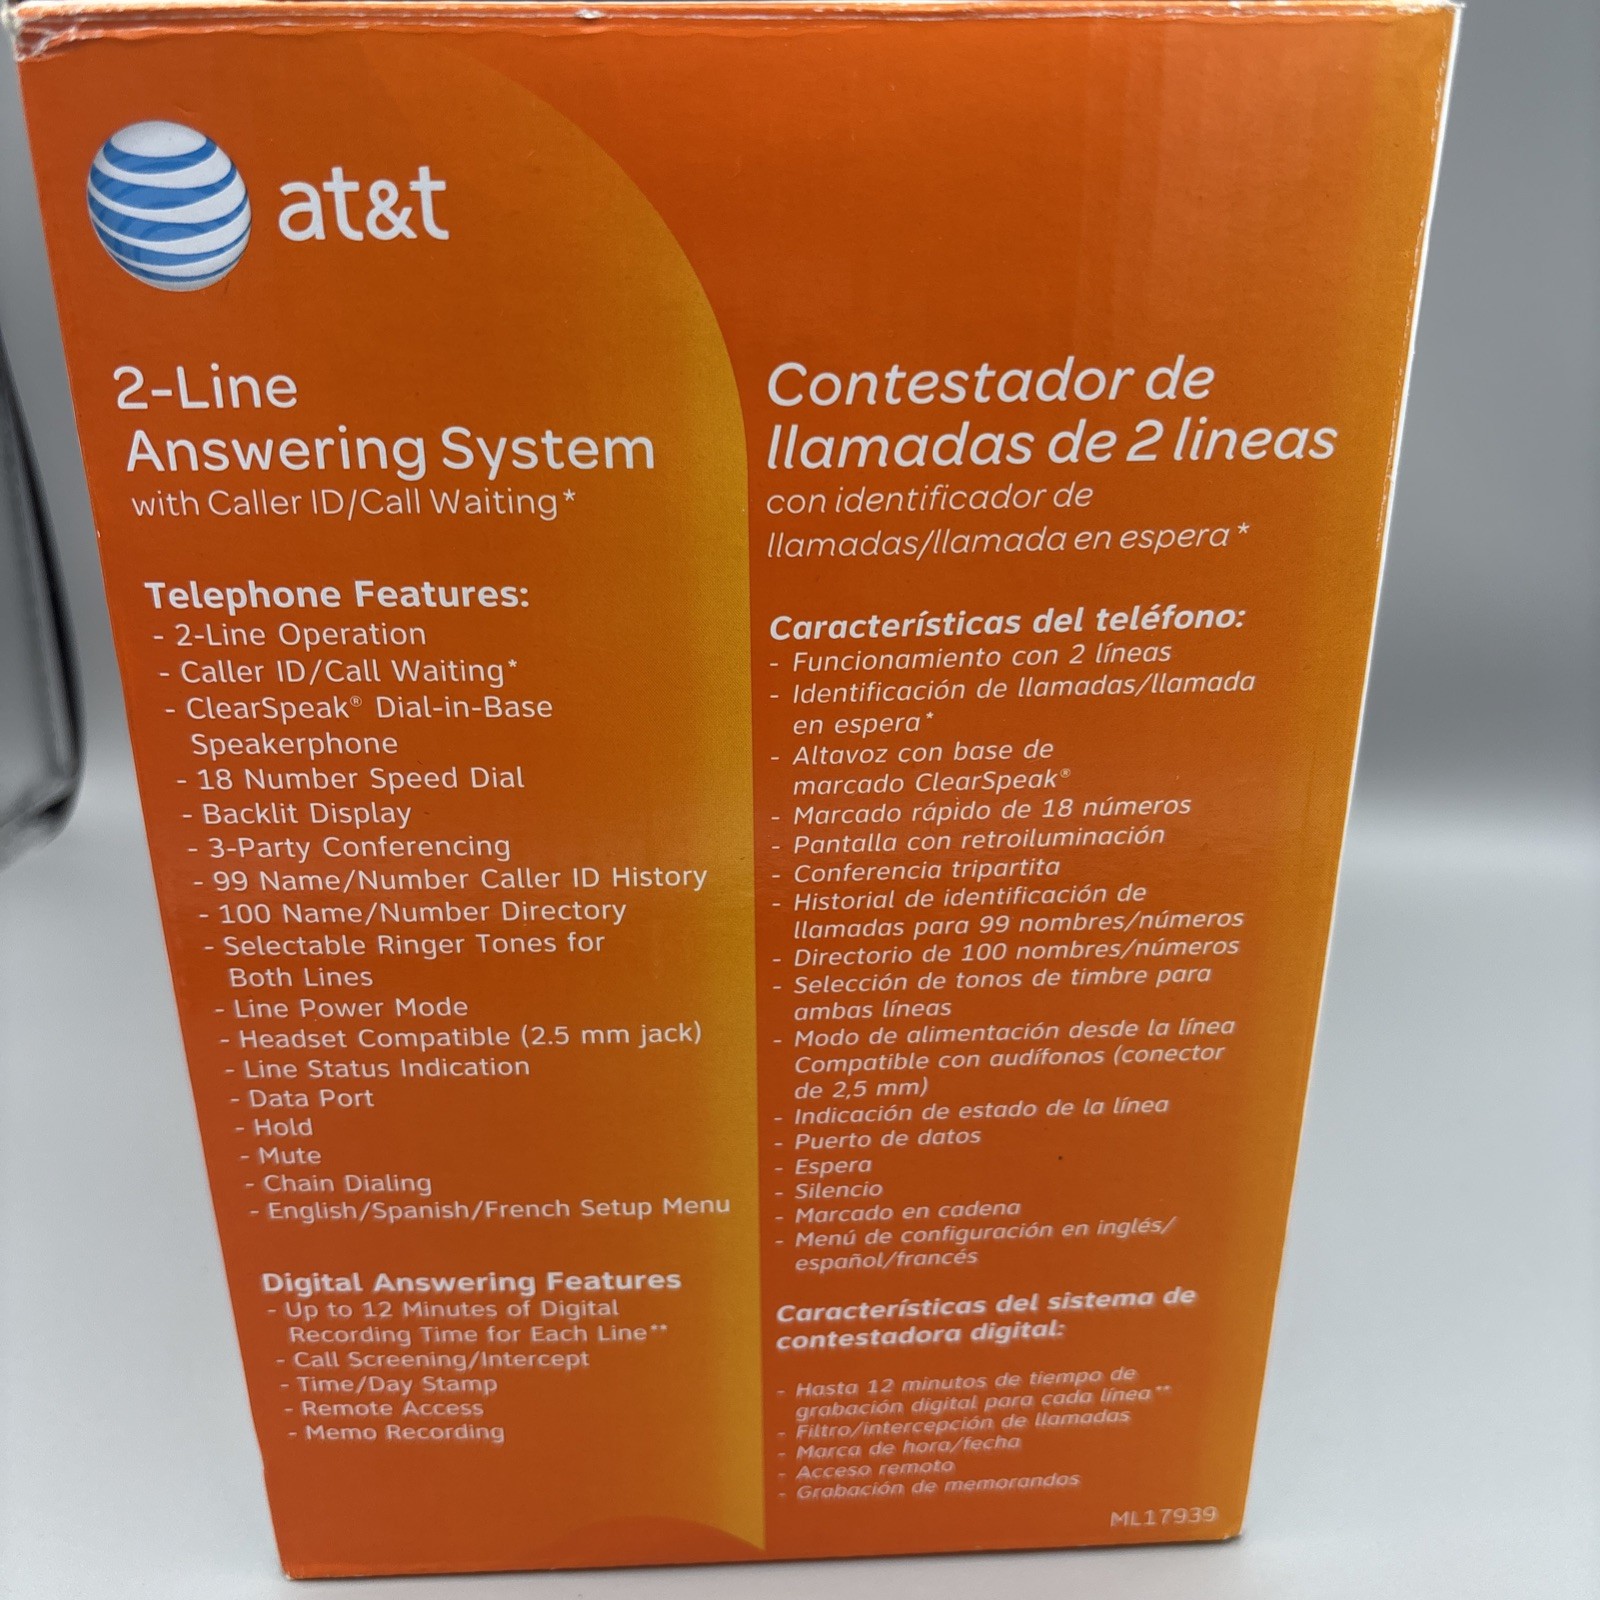 at&t
2-Line
Answering System
with Caller ID/Call Waiting*
Telephone Features:
- 2-Line Operation
- Caller ID/Call Waiting*
- ClearSpeak® Dial-in-Base
Speakerphone
- 18 Number Speed Dial
- Backlit Display
- 3-Party Conferencing
- 99 Name/Number Caller ID History
- 100 Name/Number Directory
- Selectable Ringer Tones for
Both Lines
- Line Power Mode
- Headset Compatible (2.5 mm jack)
- Line Status Indication
- Data Port
- Hold
- Mute
- Chain Dialing
- English/Spanish/French Setup Menu
Digital Answering Features
- Up to 12 Minutes of Digital
Recording Time for Each Line**
- Call Screening/Intercept
- Time/Day Stamp
- Remote Access
- Memo Recording
Contestador de
llamadas de 2 lineas
con identificador de
llamadas/llamada en espera*
Características del teléfono:
- Funcionamiento con 2 líneas
- Identificación de llamadas/llamada
en espera*
- Altavoz con base de
marcado ClearSpeak®
- Marcado rápido de 18 números
- Pantalla con retroiluminación
- Conferencia tripartita
- Historial de identificación de
llamadas para 99 nombres/números
- Directorio de 100 nombres/números
- Selección de tonos de timbre para
ambas líneas
- Modo de alimentación desde la línea
Compatible con audífonos (conector
de 2,5 mm)
- Indicación de estado de la línea
- Puerto de datos
- Espera
- Silencio
- Marcado en cadena
- Menú de configuración en inglés/
español/francés
Características del sistema de
contestadora digital:
- Hasta 12 minutos de tiempo de
grabación digital para cada línea**
- Filtro/intercepción de llamadas
- Marca de hora/fecha
- Acceso remoto
- Grabación de memorandos
ML17939